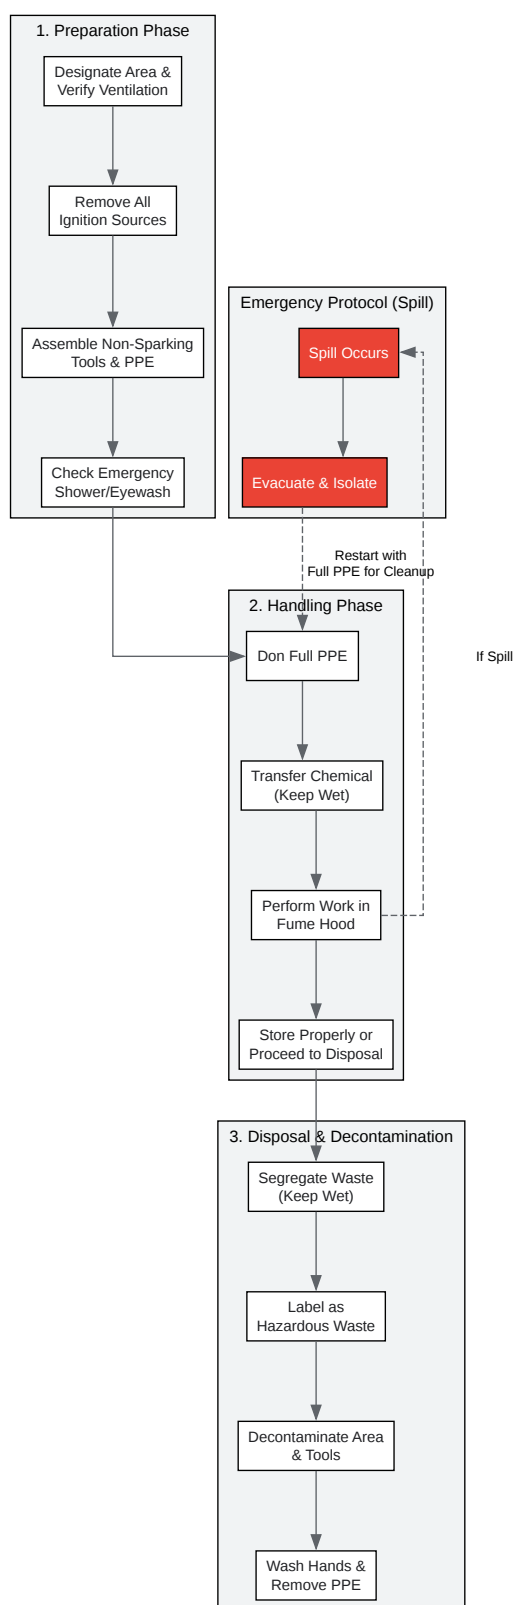 1. Preparation Phase
Designate Area &
Verify Ventilation
Remove All
Ignition Sources
Assemble Non-Sparking
Tools & PPE
Check Emergency
Shower/Eyewash
Emergency Protocol (Spill)
Spill Occurs
Evacuate & Isolate
Restart with
Full PPE for Cleanup
If Spill
2. Handling Phase
Don Full PPE
Transfer Chemical
(Keep Wet)
Perform Work in
Fume Hood
Store Properly or
Proceed to Disposal
3. Disposal & Decontamination
Segregate Waste
(Keep Wet)
Label as
Hazardous Waste
Decontaminate Area
& Tools
Wash Hands &
Remove PPE